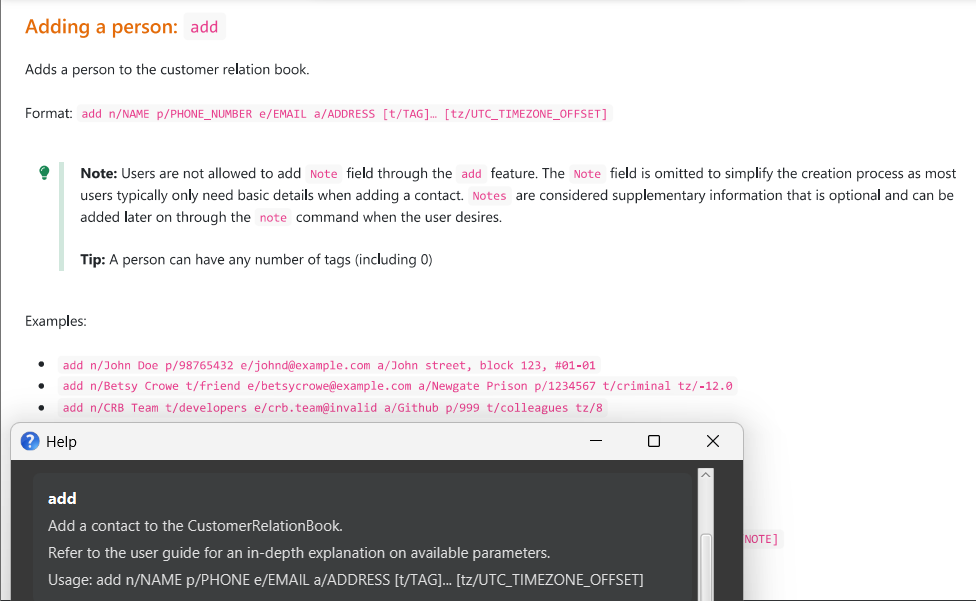 Adding a person: add
Adds a person to the customer relation book.
Format: add n/NAME p/PHONE_NUMBER e/EMAIL a/ADDRESS [t/TAG]… [tz/UTC_TIMEZONE_OFFSET]
Note: Users are not allowed to add Note field through the add feature. The Note field is omitted to simplify the creation process as most
users typically only need basic details when adding a contact. Notes are considered supplementary information that is optional and can be
added later on through the note command when the user desires.
Tip: A person can have any number of tags (including 0)
Examples:
add n/John Doe p/98765432 e/johnd@example.com a/John street, block 123, #01-01
add n/Betsy Crowe t/friend e/betsycrowe@example.com a/Newgate Prison p/1234567 t/criminal tz/-12.0
add n/CRB Team t/developers e/crb.team@invalid a/Github p/999 t/colleagues tz/8
Help
add
Add a contact to the CustomerRelationBook.
Refer to the user guide for an in-depth explanation on available parameters.
NOTE]
Usage: add n/NAME p/PHONE e/EMAIL a/ADDRESS [t/TAG]... [tz/UTC_TIMEZONE_OFFSET]